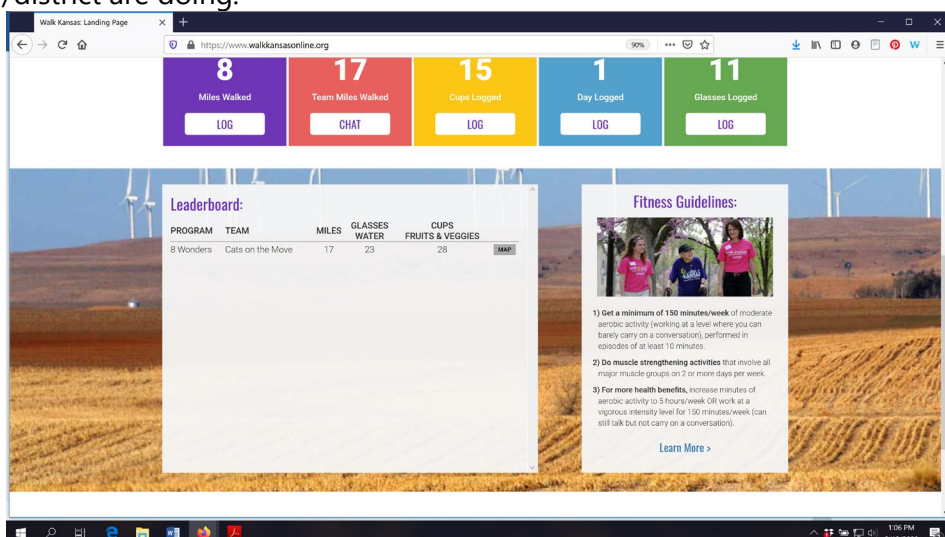 /district are doing.
Walk Kansas: Landing Page
https://www.walkkansasonline.org
90%
8 17 15 1 11
Miles Walked Team Miles Walked Cups Logged Day Logged Glasses Logged
LOG CHAT LOG LOG LOG
Leaderboard:
PROGRAM TEAM MILES GLASSES WATER CUPS FRUITS & VEGGIES
8 Wonders Cats on the Move 17 23 28 MAP
Fitness Guidelines:
1) Get a minimum of 150 minutes/week of moderate
aerobic activity (working at a level where you can
barely carry on a conversation), performed in
episodes of at least 10 minutes.
2) Do muscle strengthening activities that involve all
major muscle groups on 2 or more days per week.
3) For more health benefits, increase minutes of
aerobic activity to 5 hours/week OR work at a
vigorous intensity level for 150 minutes/week (can
still talk but not carry on a conversation).
Learn More >
1:06 PM